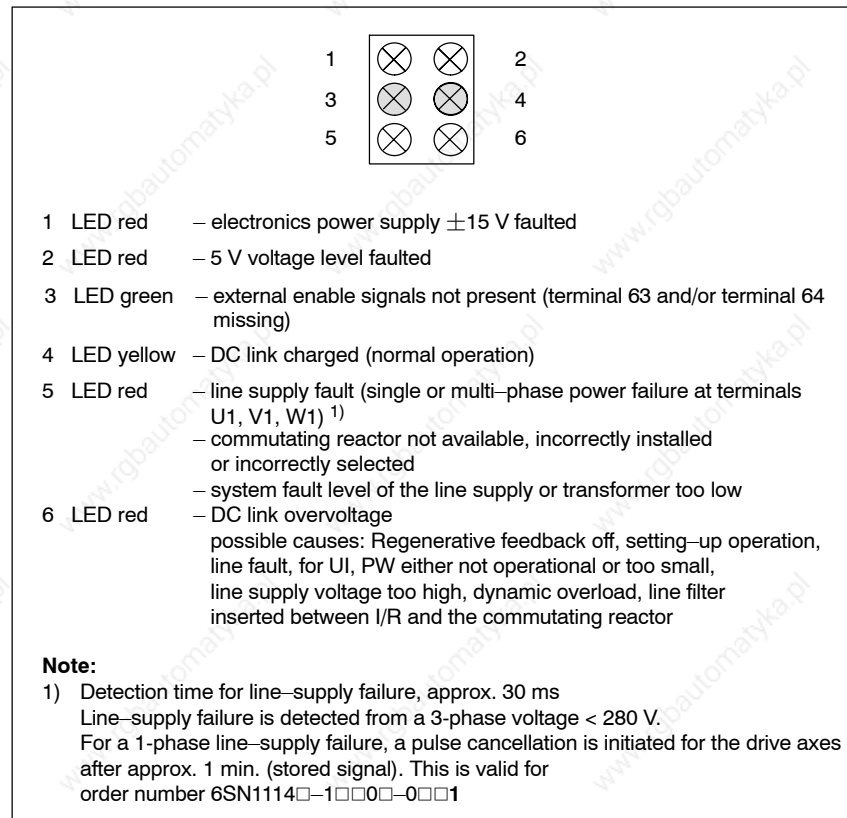 1 2
3 4
5 6
1 LED red – electronics power supply ±15 V faulted
2 LED red – 5 V voltage level faulted
3 LED green – external enable signals not present (terminal 63 and/or terminal 64
missing)
4 LED yellow – DC link charged (normal operation)
5 LED red – line supply fault (single or multi–phase power failure at terminals
U1, V1, W1) 1)
– commutating reactor not available, incorrectly installed
or incorrectly selected
– system fault level of the line supply or transformer too low
6 LED red – DC link overvoltage
possible causes: Regenerative feedback off, setting–up operation,
line fault, for UI, PW either not operational or too small,
line supply voltage too high, dynamic overload, line filter
inserted between I/R and the commutating reactor
Note:
1) Detection time for line–supply failure, approx. 30 ms
Line–supply failure is detected from a 3-phase voltage < 280 V.
For a 1-phase line–supply failure, a pulse cancellation is initiated for the drive axes
after approx. 1 min. (stored signal). This is valid for
order number 6SN1114□–1□□0□–0□□1
www.rgbautomatyka.pl